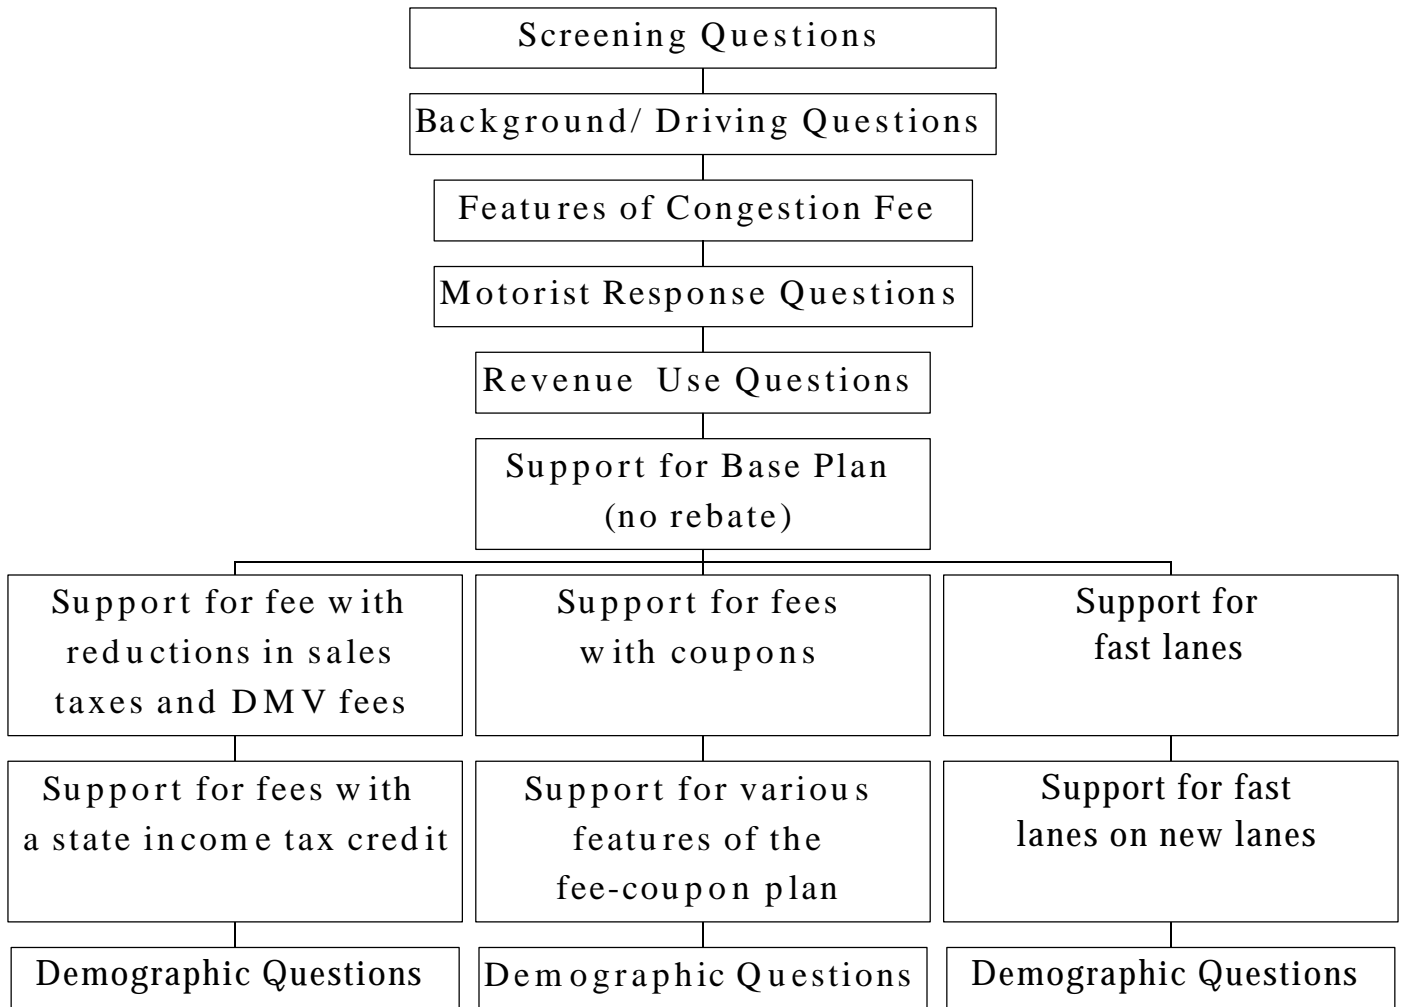 Screening Questions
Background/ Driving Questions
Features of Congestion Fee
Motorist Response Questions
Revenue Use Questions
Support for Base Plan
(no rebate)
Support for fee with
reductions in sales
taxes and DMV fees
Support for fees
with coupons
Support for
fast lanes
Support for fees with
a state income tax credit
Support for various
features of the
fee-coupon plan
Support for fast
lanes on new lanes
Demographic Questions
Demographic Questions
Demographic Questions